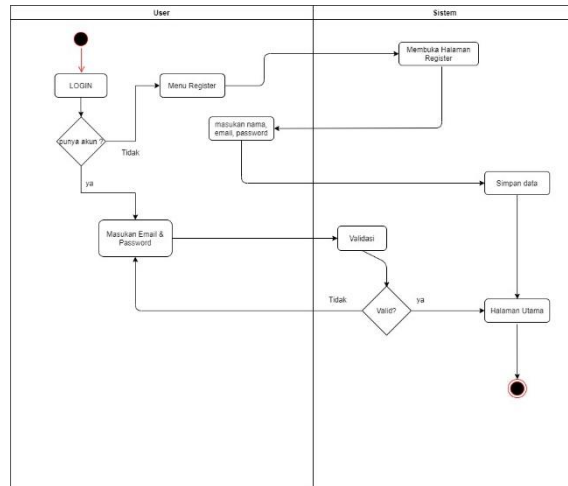 User
Sistem
LOGIN
Menu Register
Membuka Halaman
Register
punya akun ?
Tidak
masukan nama,
email, password
ya
Simpan data
Masukan Email &
Password
Validasi
Tidak
Valid?
ya
Halaman Utama